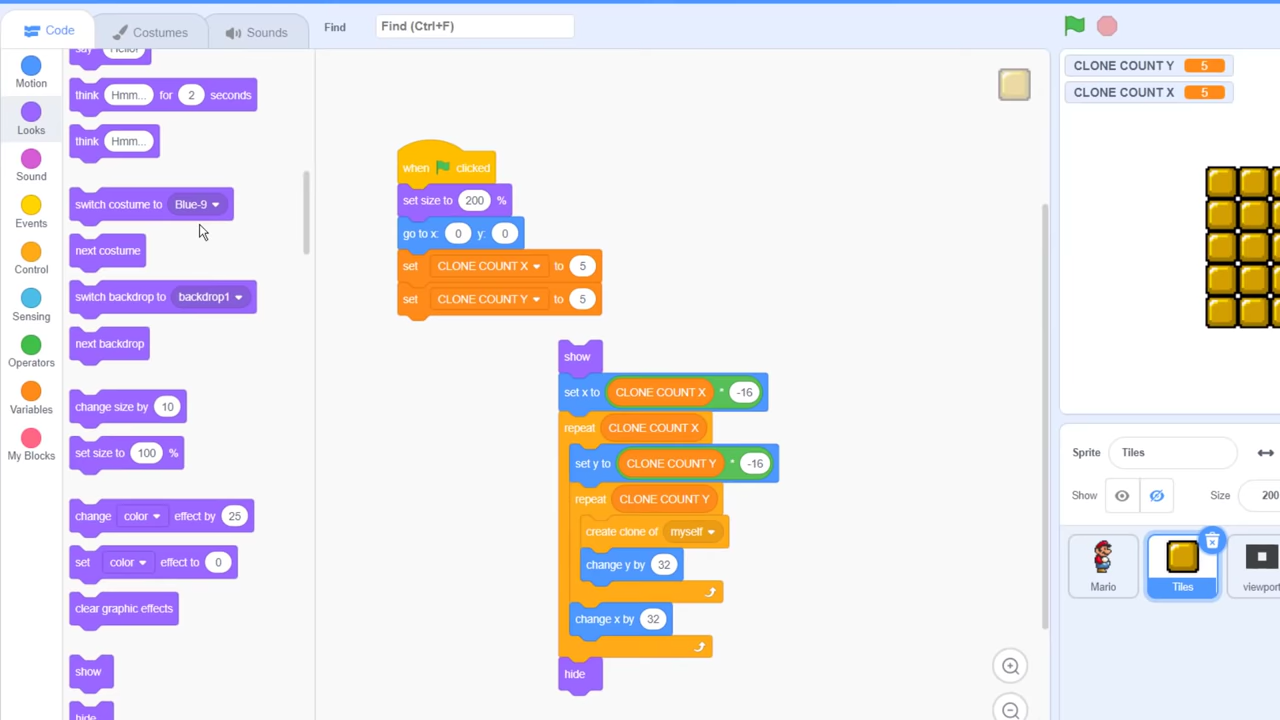 Code
Costumes
Sounds
Find
Find (Ctrl+F)
Motion
Looks
Sound
Events
Control
Sensing
Operators
Variables
My Blocks
say Hello!
think Hmm... for 2 seconds
think Hmm...
switch costume to Blue-9
next costume
switch backdrop to backdrop1
next backdrop
change size by 10
set size to 100 %
change color effect by 25
set color effect to 0
clear graphic effects
show
hide
when clicked
set size to 200 %
go to x: 0 y: 0
set CLONE COUNT X to 5
set CLONE COUNT Y to 5
show
set x to CLONE COUNT X * -16
repeat CLONE COUNT X
set y to CLONE COUNT Y * -16
repeat CLONE COUNT Y
create clone of myself
change y by 32
change x by 32
hide
CLONE COUNT Y 5
CLONE COUNT X 5
Sprite Tiles
Show
Size 200
Mario
Tiles
viewport